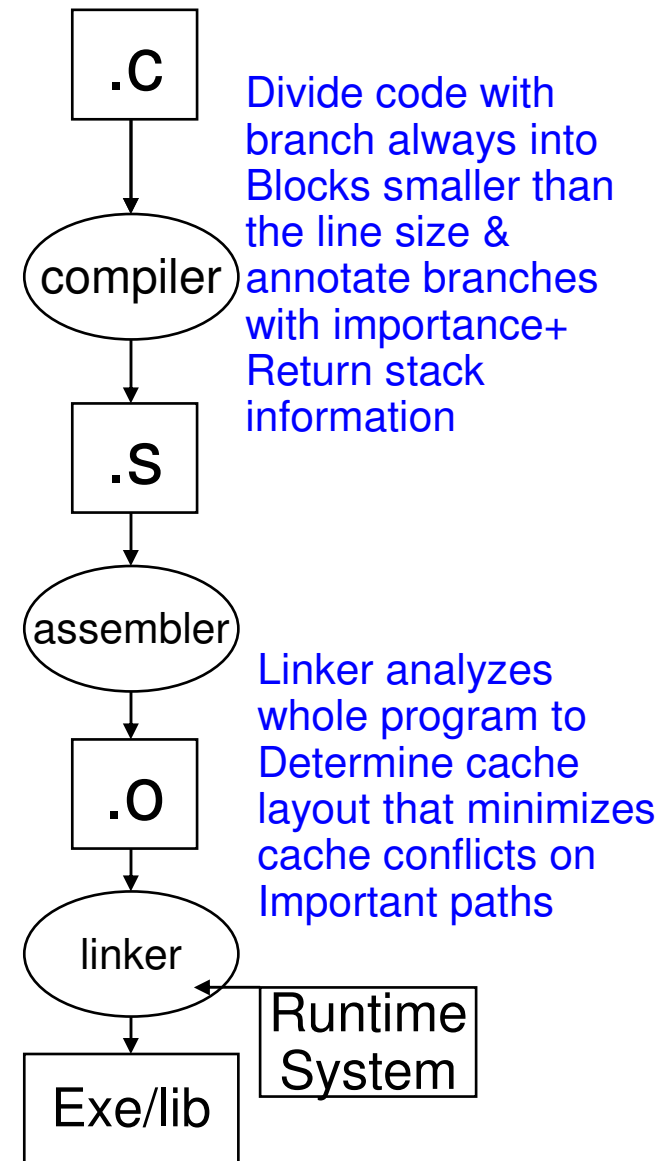 .c
Divide code with
branch always into
Blocks smaller than
the line size &
compiler
annotate branches
with importance+
Return stack
information
.s
assembler
Linker analyzes
whole program to
Determine cache
layout that minimizes
cache conflicts on
Important paths
.o
linker
Runtime
System
Exe/lib